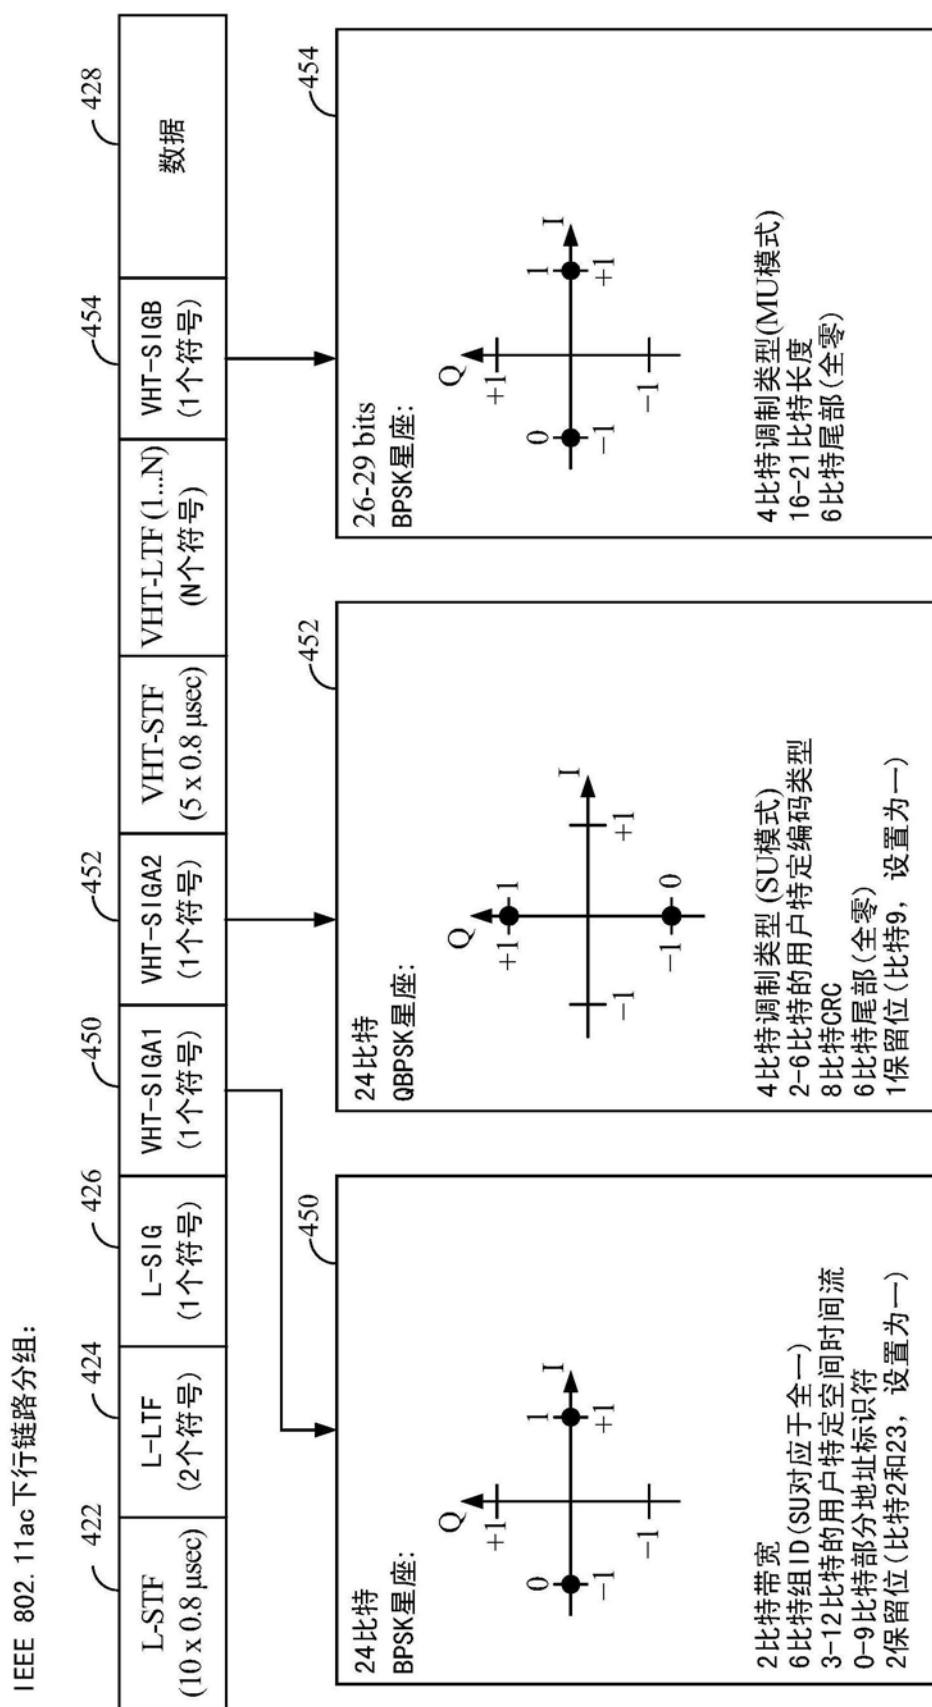 IEEE 802. 11ac下行链路分组:
422
424
426
450
452
454
428
L-STF
(10 x 0.8 µsec)
L-LTF
(2个符号)
L-SIG
(1个符号)
VHT-SIGA1
(1个符号)
VHT-SIGA2
(1个符号)
VHT-STF
(5 x 0.8 µsec)
VHT-LTF (1...N)
(N个符号)
VHT-SIGB
(1个符号)
数据
450
24比特
BPSK星座:
Q
+1
0
1
I
−1
+1
−1
2比特带宽
6比特组ID(SU对应于全一)
3-12比特的用户特定空间时间流
0-9比特部分地址标识符
2保留位(比特2和23, 设置为一)
452
24比特
QBPSK星座:
Q
+1
1
I
−1
+1
−1
0
4比特调制类型 (SU模式)
2-6比特的用户特定编码类型
8比特CRC
6比特尾部(全零)
1保留位(比特9, 设置为一)
454
26-29 bits
BPSK星座:
Q
+1
0
1
I
−1
+1
−1
4比特调制类型(MU模式)
16-21比特长度
6比特尾部(全零)